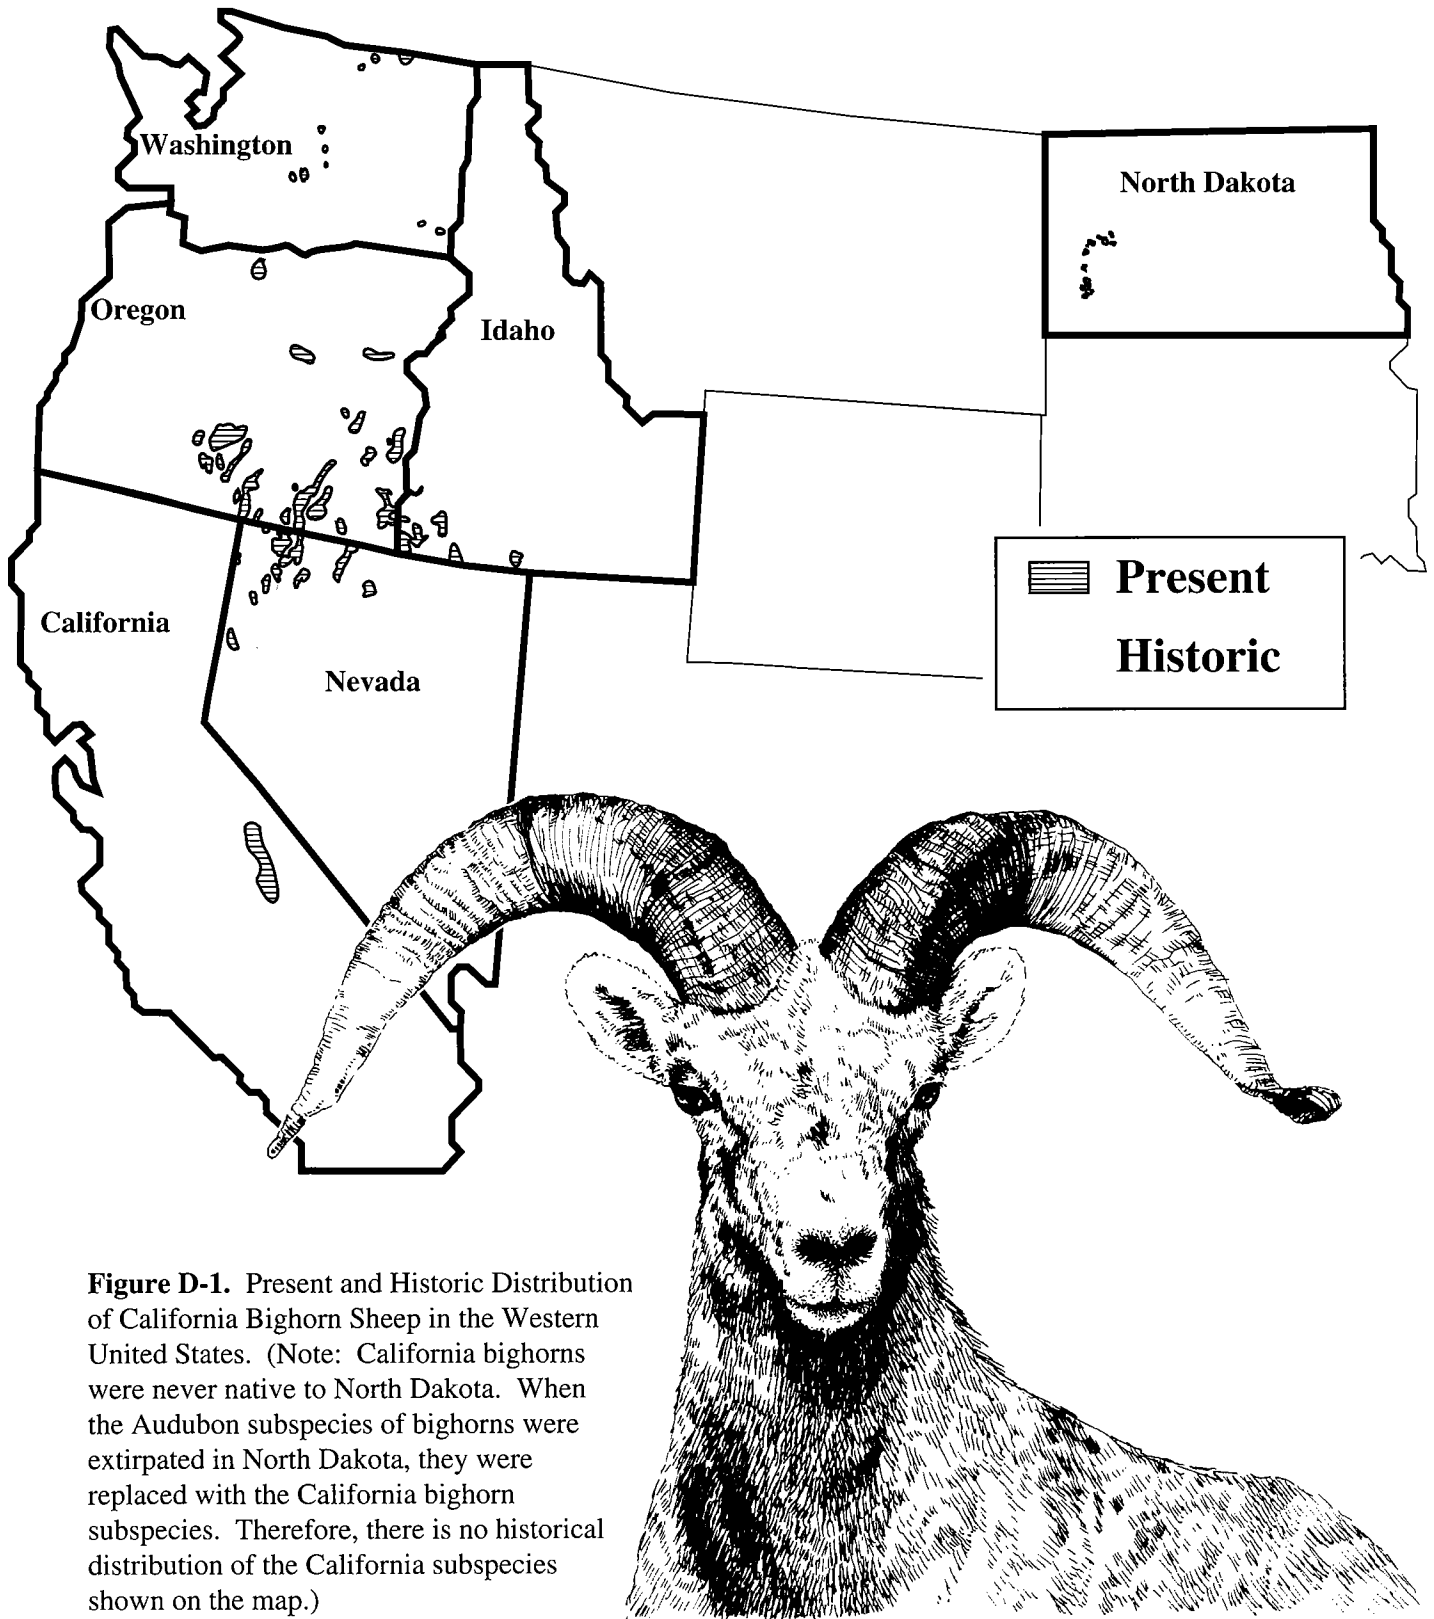 Washington
North Dakota
Oregon
Idaho
Present
California
Historic
Nevada
Figure D-1. Present and Historic Distribution
of California Bighorn Sheep in the Western
United States. (Note: California bighorns
were never native to North Dakota. When
the Audubon subspecies of bighorns were
extirpated in North Dakota, they were
replaced with the California bighorn
subspecies. Therefore, there is no historical
distribution of the California subspecies
shown on the map.)